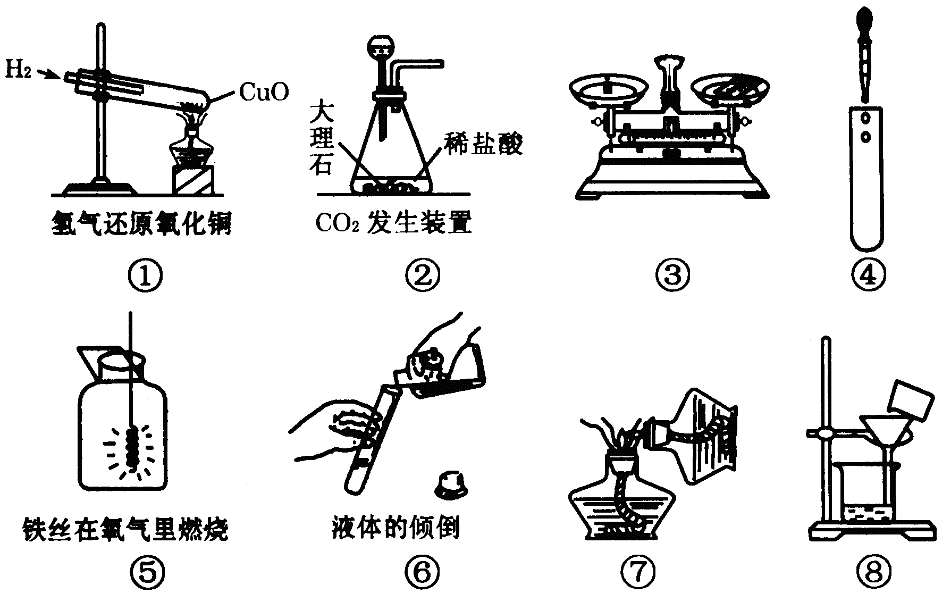 H₂
CuO
氢气还原氧化铜
①
大理石
稀盐酸
CO₂ 发生装置
②
③
④
铁丝在氧气里燃烧
⑤
液体的倾倒
⑥
⑦
⑧